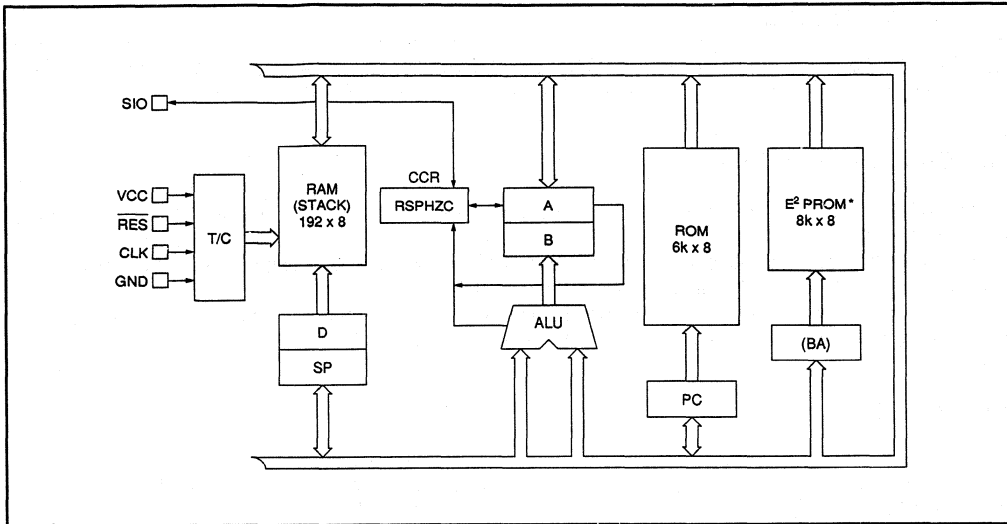 SIO
VCC
RES
CLK
GND
T/C
RAM
(STACK)
192 x 8
D
SP
CCR
RSPHZC
A
B
ALU
ROM
6k x 8
PC
E² PROM*
8k x 8
(BA)